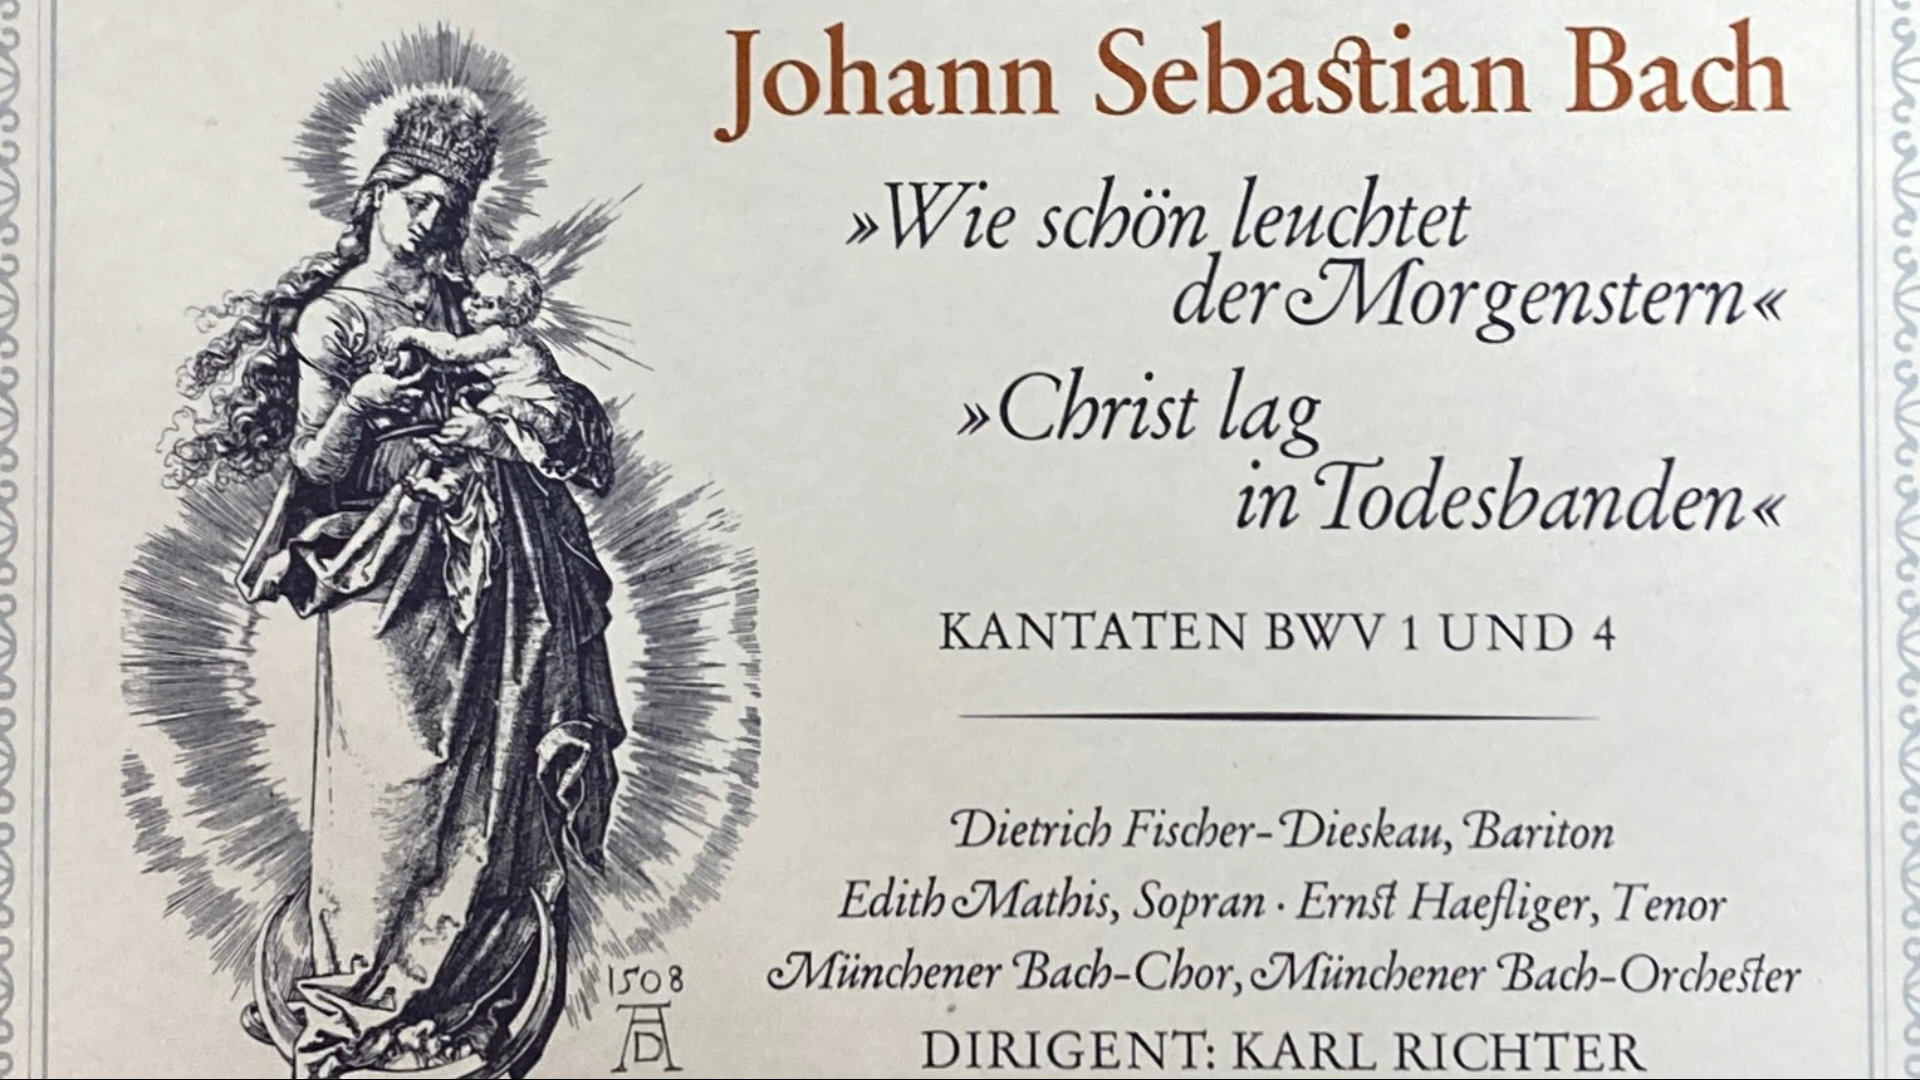 Johann Sebastian Bach
»Wie schön leuchtet
der Morgenstern«
»Christ lag
in Todesbanden«
KANTATEN BWV 1 UND 4
Dietrich Fischer-Dieskau, Bariton
Edith Mathis, Sopran · Ernst Haefliger, Tenor
Münchener Bach-Chor, Münchener Bach-Orchester
DIRIGENT: KARL RICHTER
1508
AD